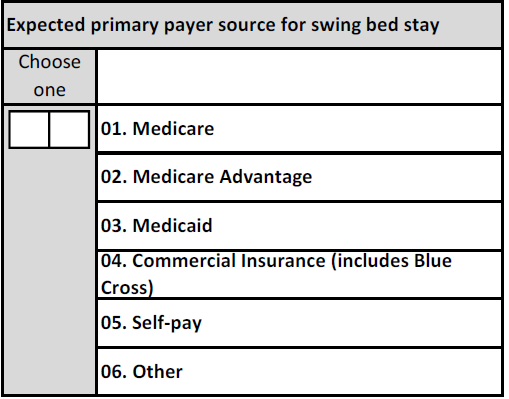 Expected primary payer source for swing bed stay
Choose
one
01. Medicare
02. Medicare Advantage
03. Medicaid
04. Commercial Insurance (includes Blue
Cross)
05. Self-pay
06. Other